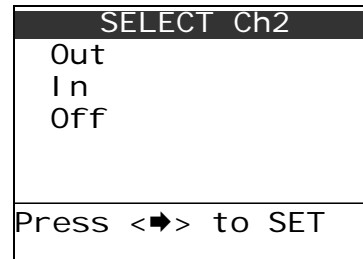 SELECT Ch2
Out
In
Off
Press <➡> to SET